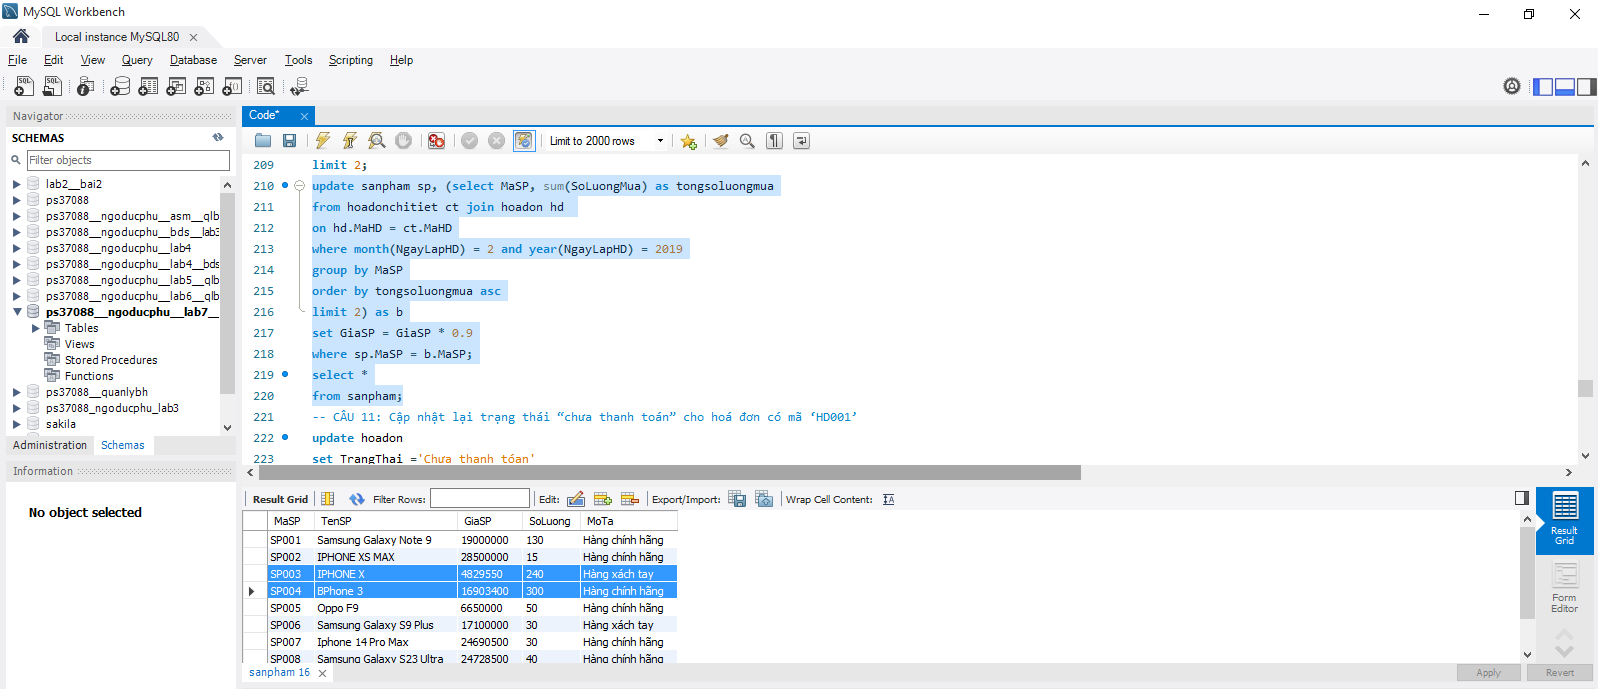 MySQL Workbench
Local instance MySQL80
File Edit View Query Database Server Tools Scripting Help
Navigator
SCHEMAS
Filter objects
lab2__bai2
ps37088
ps37088__ngoducphu__asm__qlb
ps37088__ngoducphu__bds__lab3
ps37088__ngoducphu__lab4
ps37088__ngoducphu__lab4__bds
ps37088__ngoducphu__lab5__qlb
ps37088__ngoducphu__lab6__qlb
ps37088__ngoducphu__lab7__
Tables
Views
Stored Procedures
Functions
ps37088__quanlybh
ps37088_ngoducphu_lab3
sakila
Administration Schemas
Information
No object selected
Code*
Limit to 2000 rows
209 limit 2;
210 update sanpham sp, (select MaSP, sum(SoLuongMua) as tongsoluongmua
211 from hoadonchitiet ct join hoadon hd
212 on hd.MaHD = ct.MaHD
213 where month(NgayLapHD) = 2 and year(NgayLapHD) = 2019
214 group by MaSP
215 order by tongsoluongmua asc
216 limit 2) as b
217 set GiaSP = GiaSP * 0.9
218 where sp.MaSP = b.MaSP;
219 select *
220 from sanpham;
221 -- CÂU 11: Cập nhật lại trạng thái “chưa thanh toán” cho hoá đơn có mã ‘HD001’
222 update hoadon
223 set TrangThai ='Chưa thanh tóan'
Result Grid Filter Rows: Edit: Export/Import: Wrap Cell Content:
MaSP TenSP GiaSP SoLuong MoTa
SP001 Samsung Galaxy Note 9 19000000 130 Hàng chính hãng
SP002 IPHONE XS MAX 28500000 15 Hàng chính hãng
SP003 IPHONE X 4829550 240 Hàng xách tay
SP004 BPhone 3 16903400 300 Hàng chính hãng
SP005 Oppo F9 6650000 50 Hàng chính hãng
SP006 Samsung Galaxy S9 Plus 17100000 30 Hàng xách tay
SP007 Iphone 14 Pro Max 24690500 30 Hàng chính hãng
SP008 Samsung Galaxy S23 Ultra 24728500 40 Hàng chính hãng
Result
Grid
Form
Editor
sanpham 16
Apply Revert